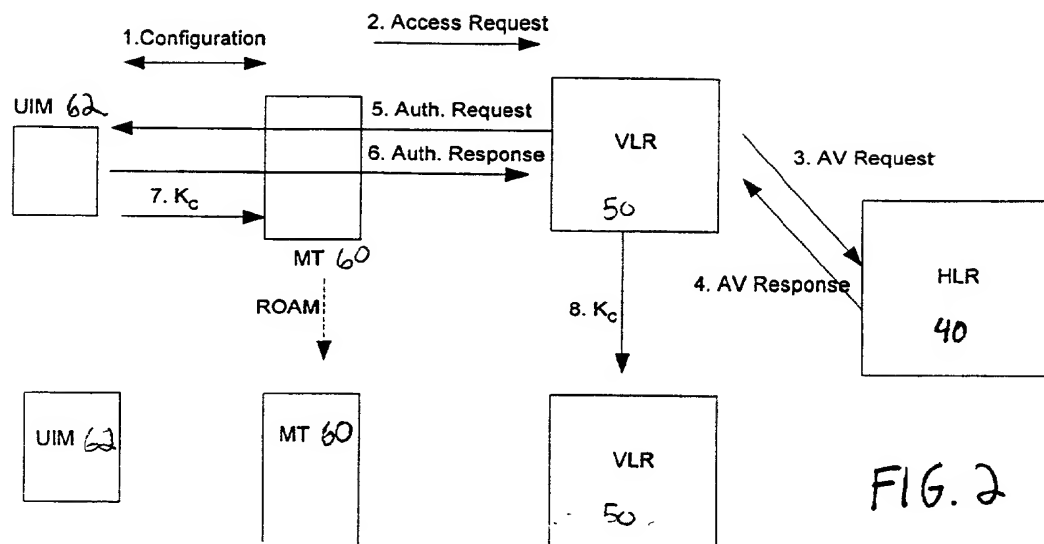 2. Access Request
1.Configuration
UIM 62
5. Auth. Request
VLR
50
6. Auth. Response
3. AV Request
7. KC
MT 60
4. AV Response
HLR
40
ROAM
8. KC
UIM 62
MT 60
VLR
50
FIG. 2